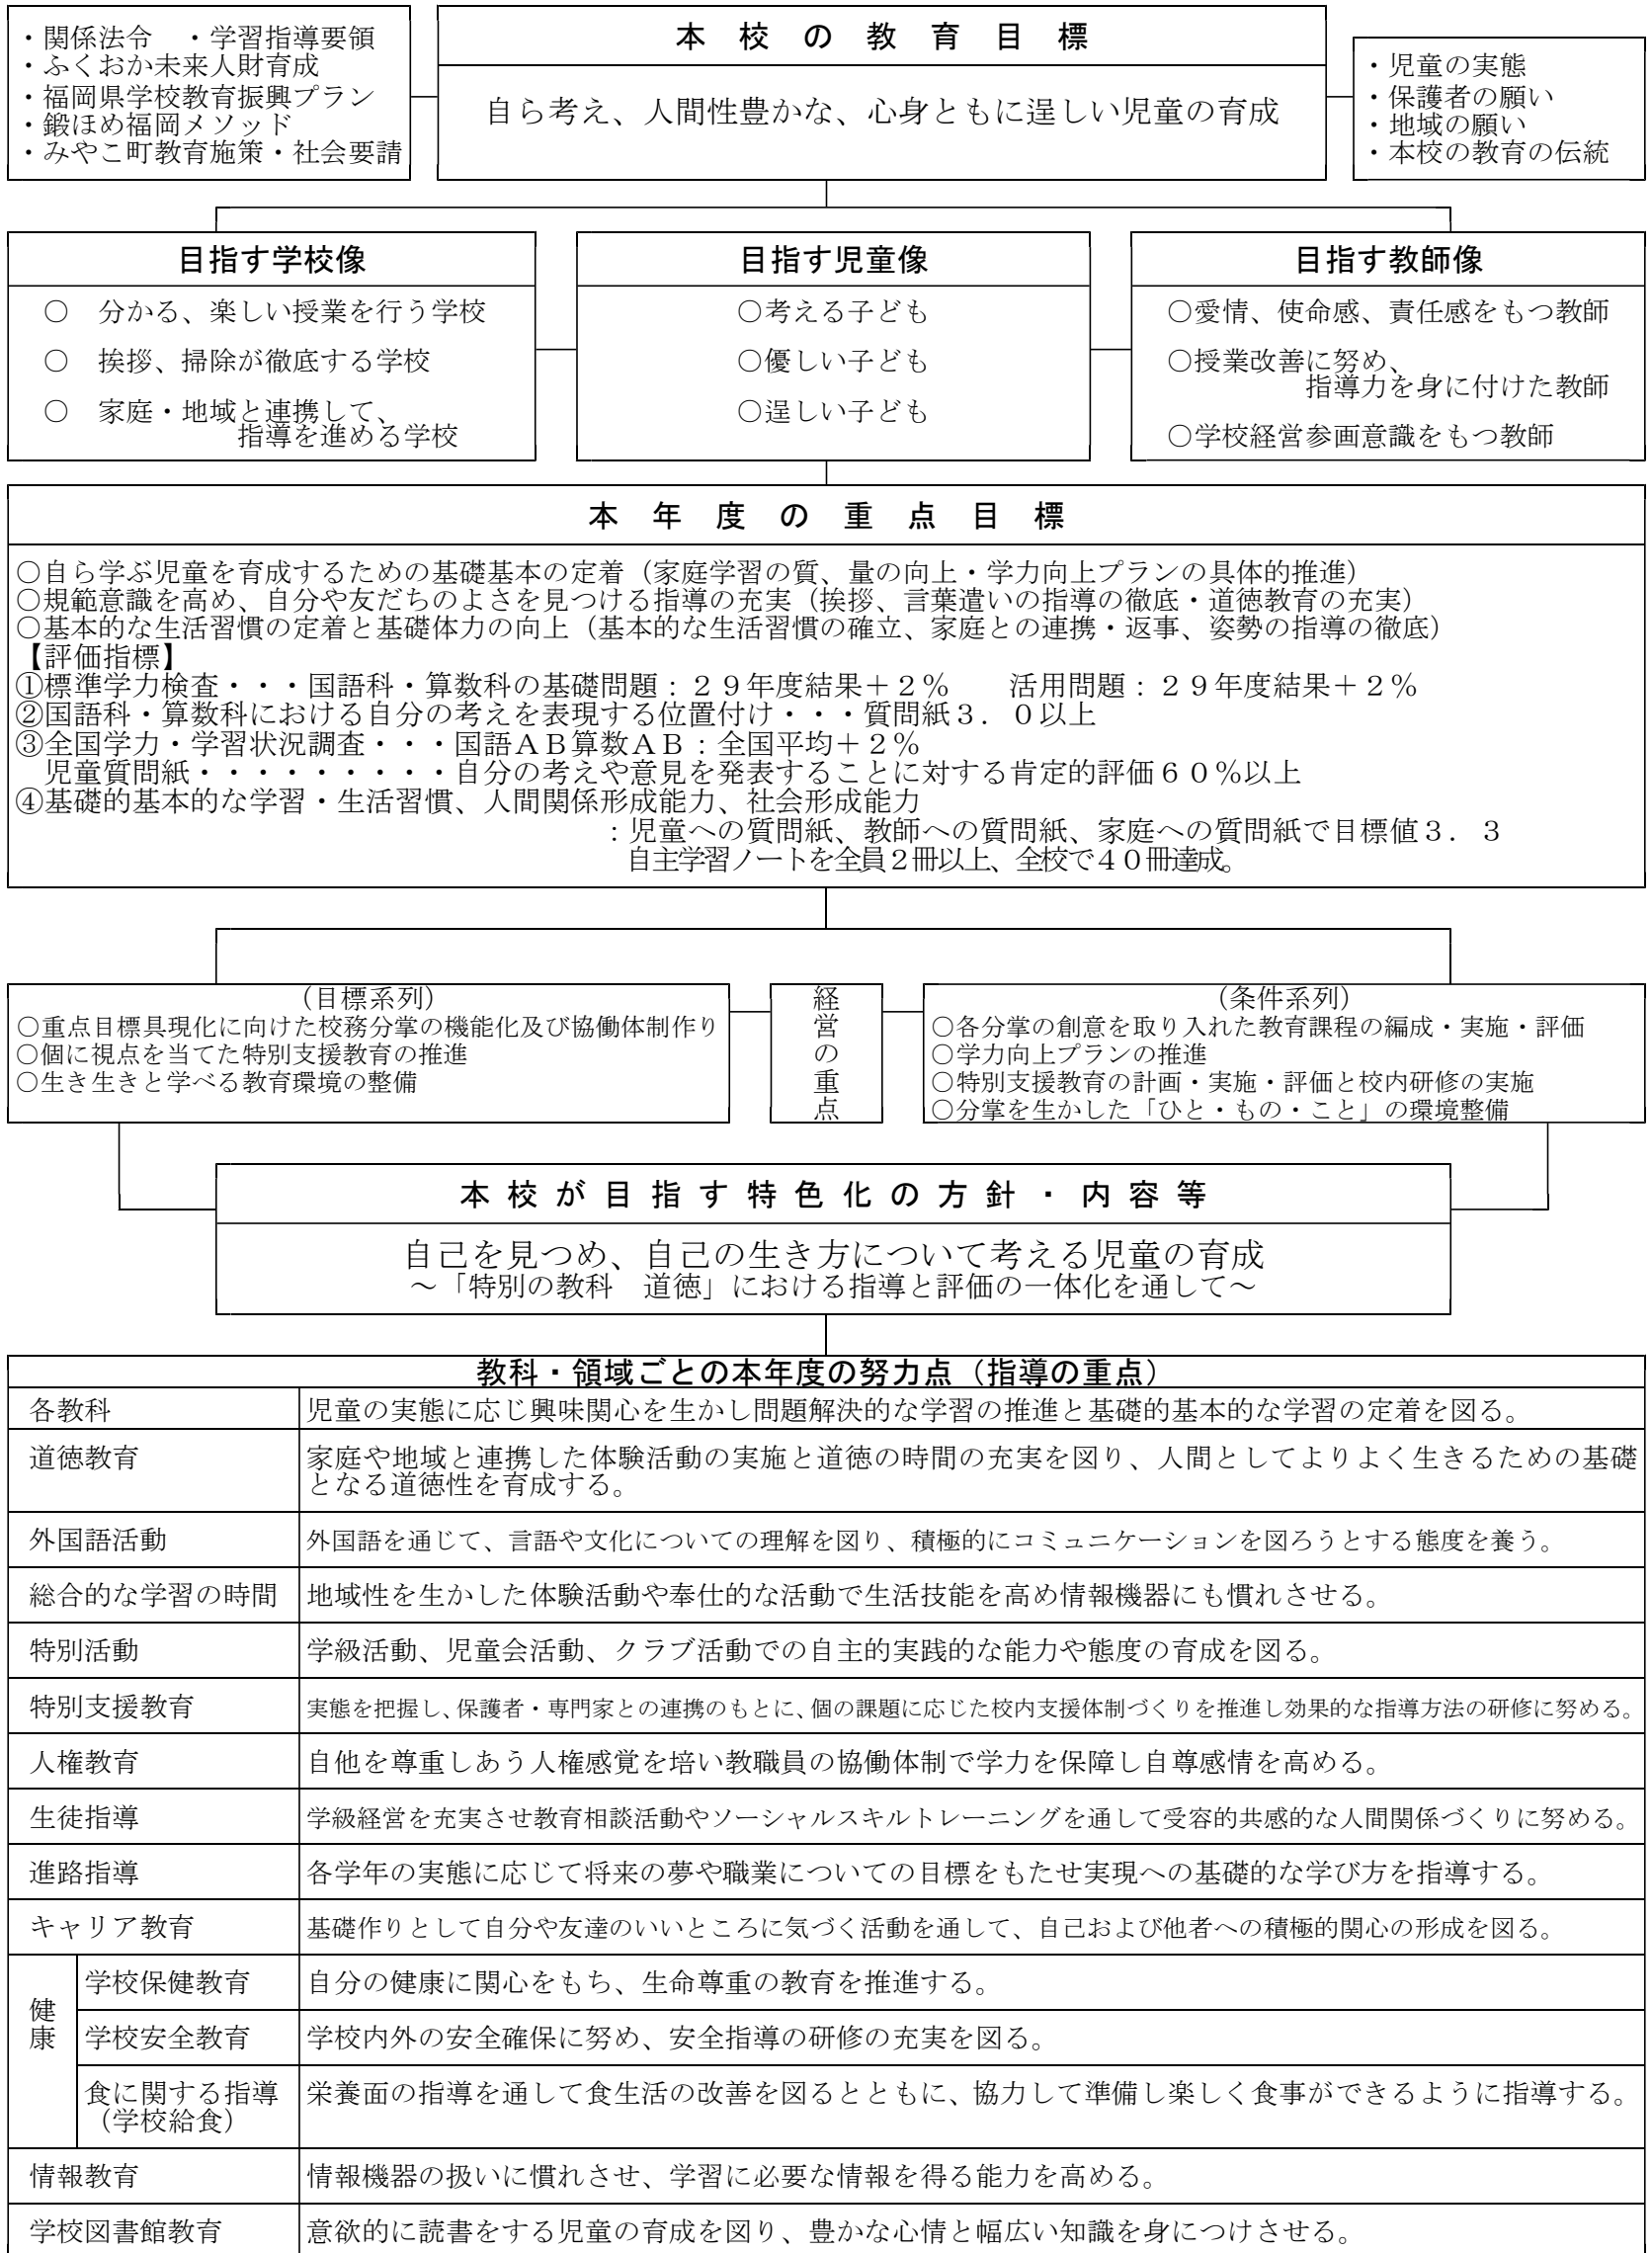 ・関係法令　・学習指導要領
・ふくおか未来人財育成
・福岡県学校教育振興プラン
・鍛ほめ福岡メソッド
・みやこ町教育施策・社会要請
本校の教育目標
自ら考え、人間性豊かな、心身ともに逞しい児童の育成
・児童の実態
・保護者の願い
・地域の願い
・本校の教育の伝統
目指す学校像
○　分かる、楽しい授業を行う学校
○　挨拶、掃除が徹底する学校
○　家庭・地域と連携して、
指導を進める学校
目指す児童像
○考える子ども
○優しい子ども
○逞しい子ども
目指す教師像
○愛情、使命感、責任感をもつ教師
○授業改善に努め、
指導力を身に付けた教師
○学校経営参画意識をもつ教師
本年度の重点目標
○自ら学ぶ児童を育成するための基礎基本の定着（家庭学習の質、量の向上・学力向上プランの具体的推進）
○規範意識を高め、自分や友だちのよさを見つける指導の充実（挨拶、言葉遣いの指導の徹底・道徳教育の充実）
○基本的な生活習慣の定着と基礎体力の向上（基本的な生活習慣の確立、家庭との連携・返事、姿勢の指導の徹底）
【評価指標】
①標準学力検査・・・国語科・算数科の基礎問題：２９年度結果＋２％　　活用問題：２９年度結果＋２％
②国語科・算数科における自分の考えを表現する位置付け・・・質問紙３．０以上
③全国学力・学習状況調査・・・国語ＡＢ算数ＡＢ：全国平均＋２％
児童質問紙・・・・・・・・・自分の考えや意見を発表することに対する肯定的評価６０％以上
④基礎的基本的な学習・生活習慣、人間関係形成能力、社会形成能力
：児童への質問紙、教師への質問紙、家庭への質問紙で目標値３．３
自主学習ノートを全員２冊以上、全校で４０冊達成。
（目標系列）
○重点目標具現化に向けた校務分掌の機能化及び協働体制作り
○個に視点を当てた特別支援教育の推進
○生き生きと学べる教育環境の整備
経営の重点
（条件系列）
○各分掌の創意を取り入れた教育課程の編成・実施・評価
○学力向上プランの推進
○特別支援教育の計画・実施・評価と校内研修の実施
○分掌を生かした「ひと・もの・こと」の環境整備
本校が目指す特色化の方針・内容等
自己を見つめ、自己の生き方について考える児童の育成
～「特別の教科　道徳」における指導と評価の一体化を通して～
教科・領域ごとの本年度の努力点（指導の重点）
各教科
児童の実態に応じ興味関心を生かし問題解決的な学習の推進と基礎的基本的な学習の定着を図る。
道徳教育
家庭や地域と連携した体験活動の実施と道徳の時間の充実を図り、人間としてよりよく生きるための基礎
となる道徳性を育成する。
外国語活動
外国語を通じて、言語や文化についての理解を図り、積極的にコミュニケーションを図ろうとする態度を養う。
総合的な学習の時間
地域性を生かした体験活動や奉仕的な活動で生活技能を高め情報機器にも慣れさせる。
特別活動
学級活動、児童会活動、クラブ活動での自主的実践的な能力や態度の育成を図る。
特別支援教育
実態を把握し、保護者・専門家との連携のもとに、個の課題に応じた校内支援体制づくりを推進し効果的な指導方法の研修に努める。
人権教育
自他を尊重しあう人権感覚を培い教職員の協働体制で学力を保障し自尊感情を高める。
生徒指導
学級経営を充実させ教育相談活動やソーシャルスキルトレーニングを通して受容的共感的な人間関係づくりに努める。
進路指導
各学年の実態に応じて将来の夢や職業についての目標をもたせ実現への基礎的な学び方を指導する。
キャリア教育
基礎作りとして自分や友達のいいところに気づく活動を通して、自己および他者への積極的関心の形成を図る。
健康
学校保健教育
自分の健康に関心をもち、生命尊重の教育を推進する。
学校安全教育
学校内外の安全確保に努め、安全指導の研修の充実を図る。
食に関する指導
（学校給食）
栄養面の指導を通して食生活の改善を図るとともに、協力して準備し楽しく食事ができるように指導する。
情報教育
情報機器の扱いに慣れさせ、学習に必要な情報を得る能力を高める。
学校図書館教育
意欲的に読書をする児童の育成を図り、豊かな心情と幅広い知識を身につけさせる。